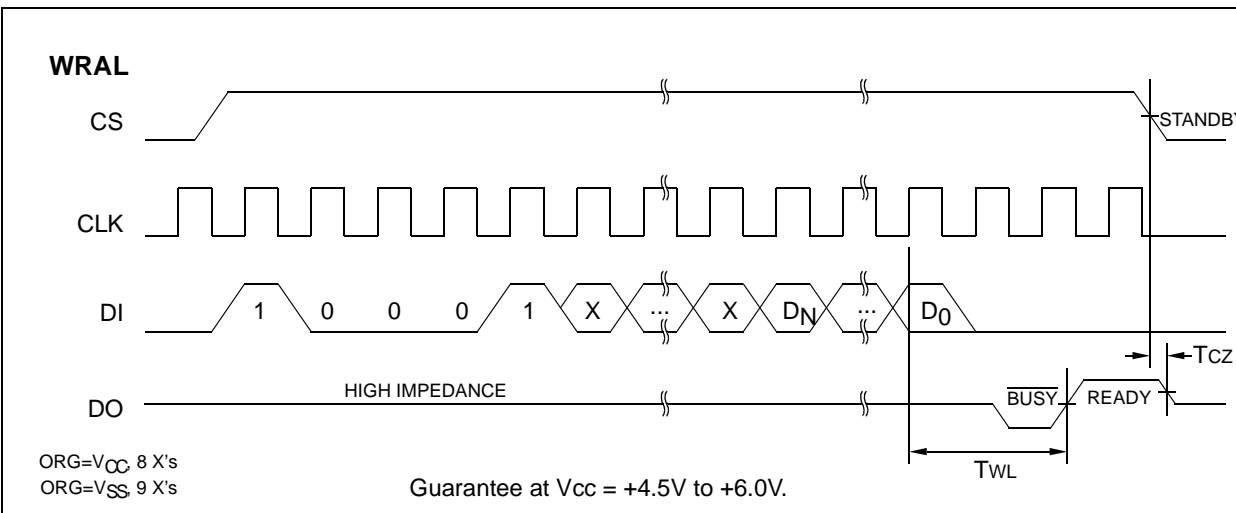 WRAL
CS
STANDBY
CLK
DI
1 0 0 0 1 X ... X DN ... D0
TCZ
HIGH IMPEDANCE
BUSY
READY
DO
TWL
ORG=VCC, 8 X's
ORG=VSS, 9 X's
Guarantee at Vcc = +4.5V to +6.0V.